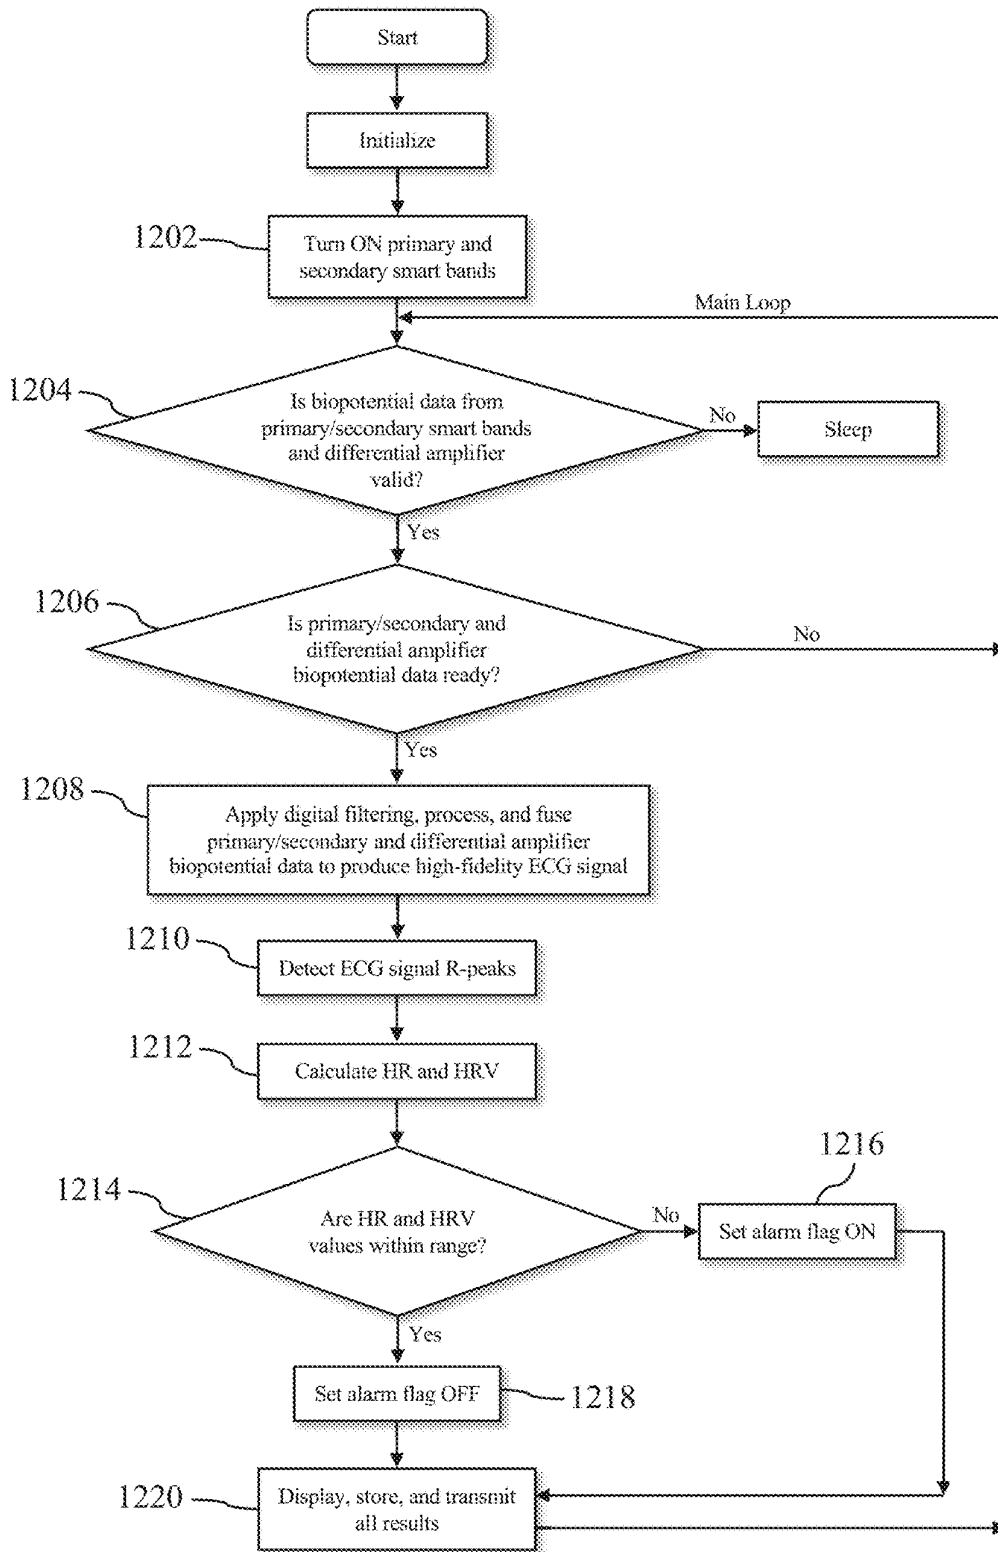 Start
Initialize
1202
Turn ON primary and
secondary smart bands
Main Loop
1204
Is biopotential data from
primary/secondary smart bands
and differential amplifier
valid?
No
Sleep
Yes
1206
Is primary/secondary and
differential amplifier
biopotential data ready?
No
Yes
1208
Apply digital filtering, process, and fuse
primary/secondary and differential amplifier
biopotential data to produce high-fidelity ECG signal
1210
Detect ECG signal R-peaks
1212
Calculate HR and HRV
1214
Are HR and HRV
values within range?
No
1216
Set alarm flag ON
Yes
Set alarm flag OFF
1218
1220
Display, store, and transmit
all results